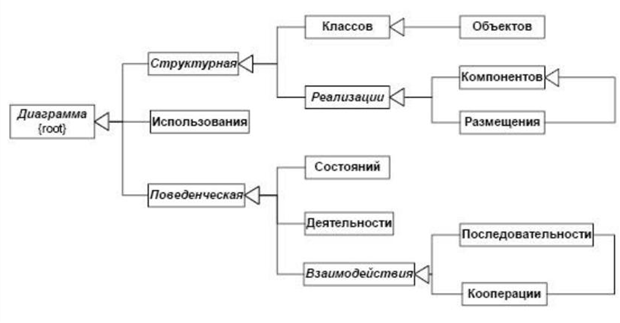 Классов
Объектов
Структурная
Реализации
Компонентов
Размещения
Диаграмма
{root}
Использования
Поведенческая
Состояний
Деятельности
Взаимодействия
Последовательности
Кооперации